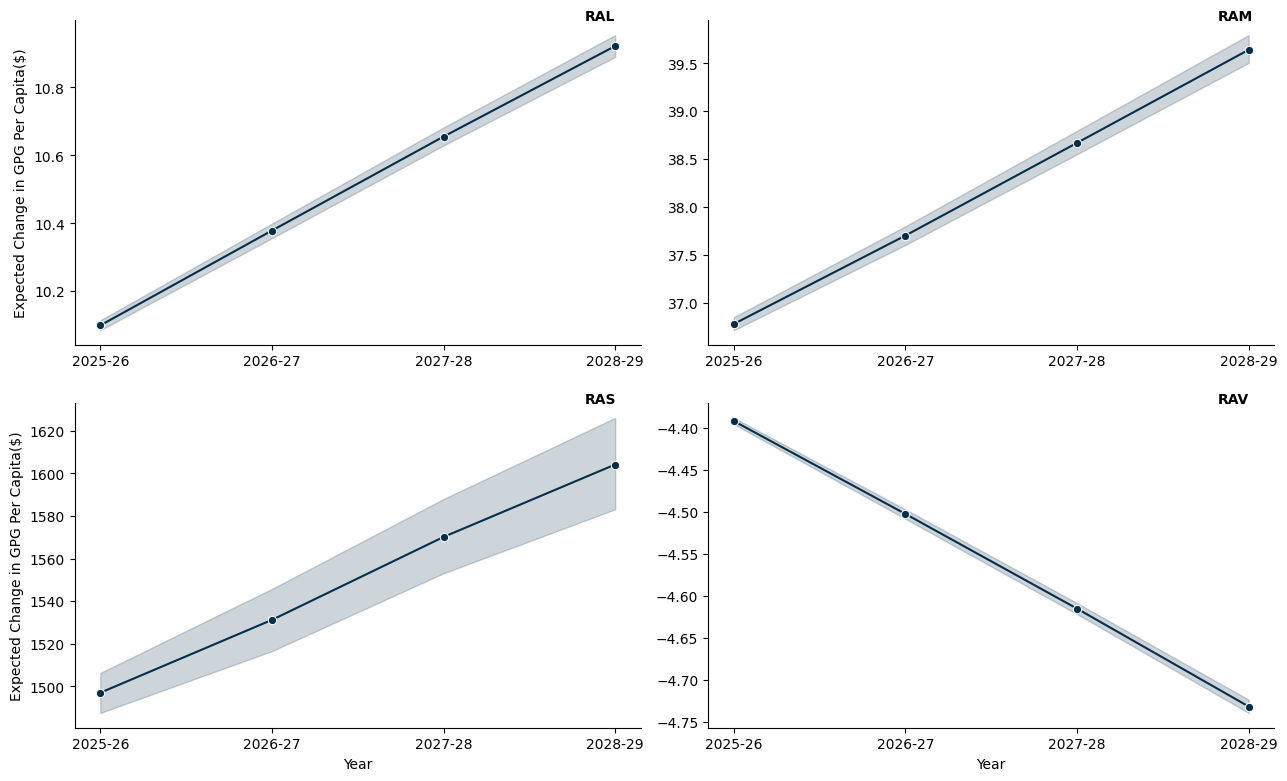 RAL
Expected Change in GPG Per Capita($)
10.8
10.6
10.4
10.2
2025-26 2026-27 2027-28 2028-29
RAM
39.5
39.0
38.5
38.0
37.5
37.0
2025-26 2026-27 2027-28 2028-29
RAS
Expected Change in GPG Per Capita($)
1620
1600
1580
1560
1540
1520
1500
2025-26 2026-27 2027-28 2028-29
Year
RAV
−4.40
−4.45
−4.50
−4.55
−4.60
−4.65
−4.70
−4.75
2025-26 2026-27 2027-28 2028-29
Year